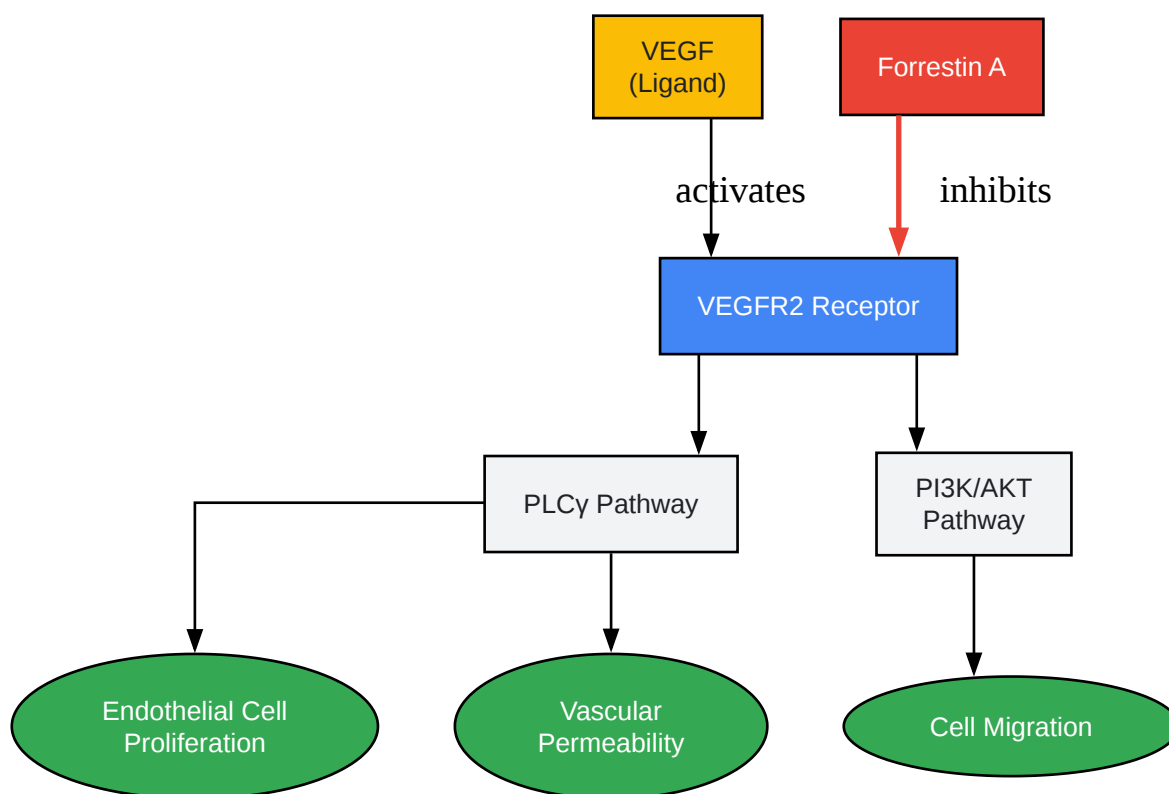 VEGF
(Ligand)
Forrestin A
activates
inhibits
VEGFR2 Receptor
PLCγ Pathway
PI3K/AKT
Pathway
Endothelial Cell
Proliferation
Vascular
Permeability
Cell Migration